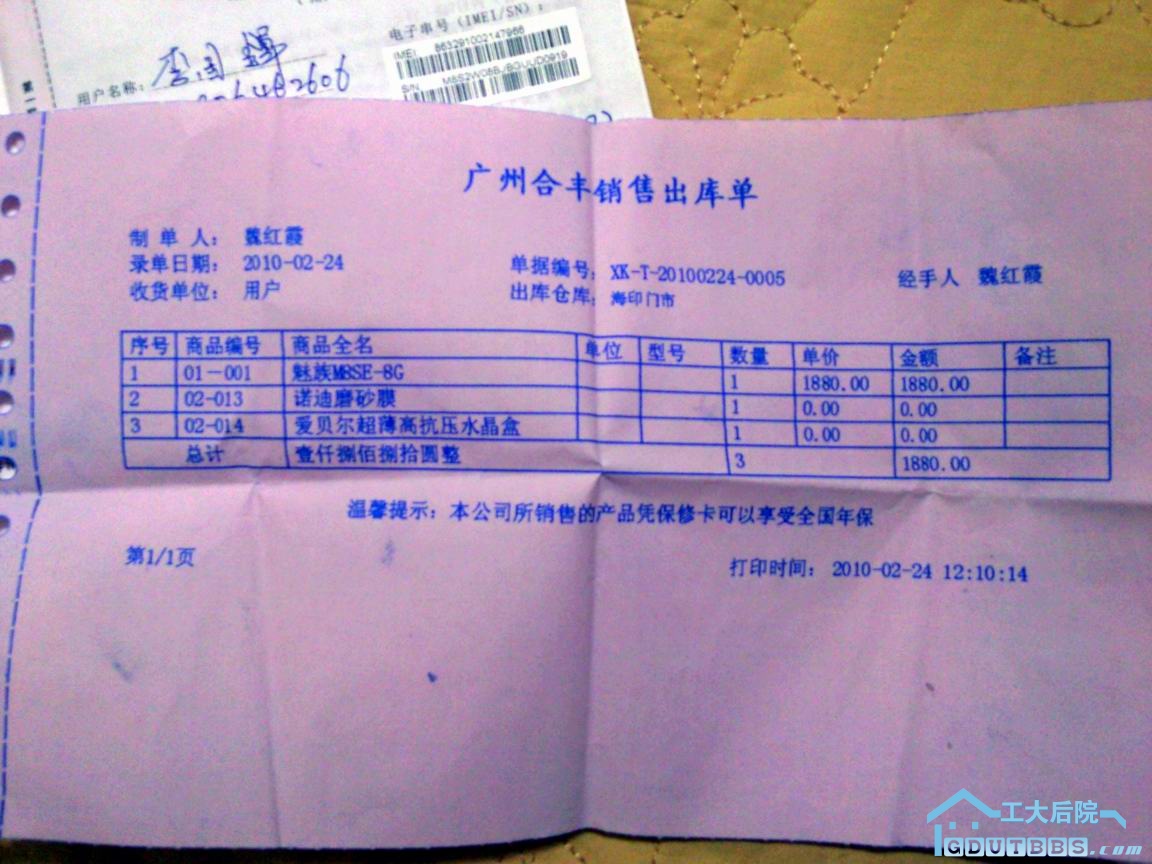 电子串号（IMEI/SN）：
IMEI: 863291002147966
S/N:
用户名称：
第一
广州合丰销售出库单
制 单 人： 魏红霞
录单日期： 2010-02-24 单据编号： XK-T-20100224-0005 经手人 魏红霞
收货单位： 用户 出库仓库： 海印门市
序号 商品编号 商品全名 单位 型号 数量 单价 金额 备注
1 01-001 魅族M8SE-8G 1 1880.00 1880.00
2 02-013 诺迪磨砂膜 1 0.00 0.00
3 02-014 爱贝尔超薄高抗压水晶盒 1 0.00 0.00
总计 壹仟捌佰捌拾圆整 3 1880.00
温馨提示：本公司所销售的产品凭保修卡可以享受全国年保
第1/1页
打印时间： 2010-02-24 12:10:14
工大后院
GDUTBBS.com